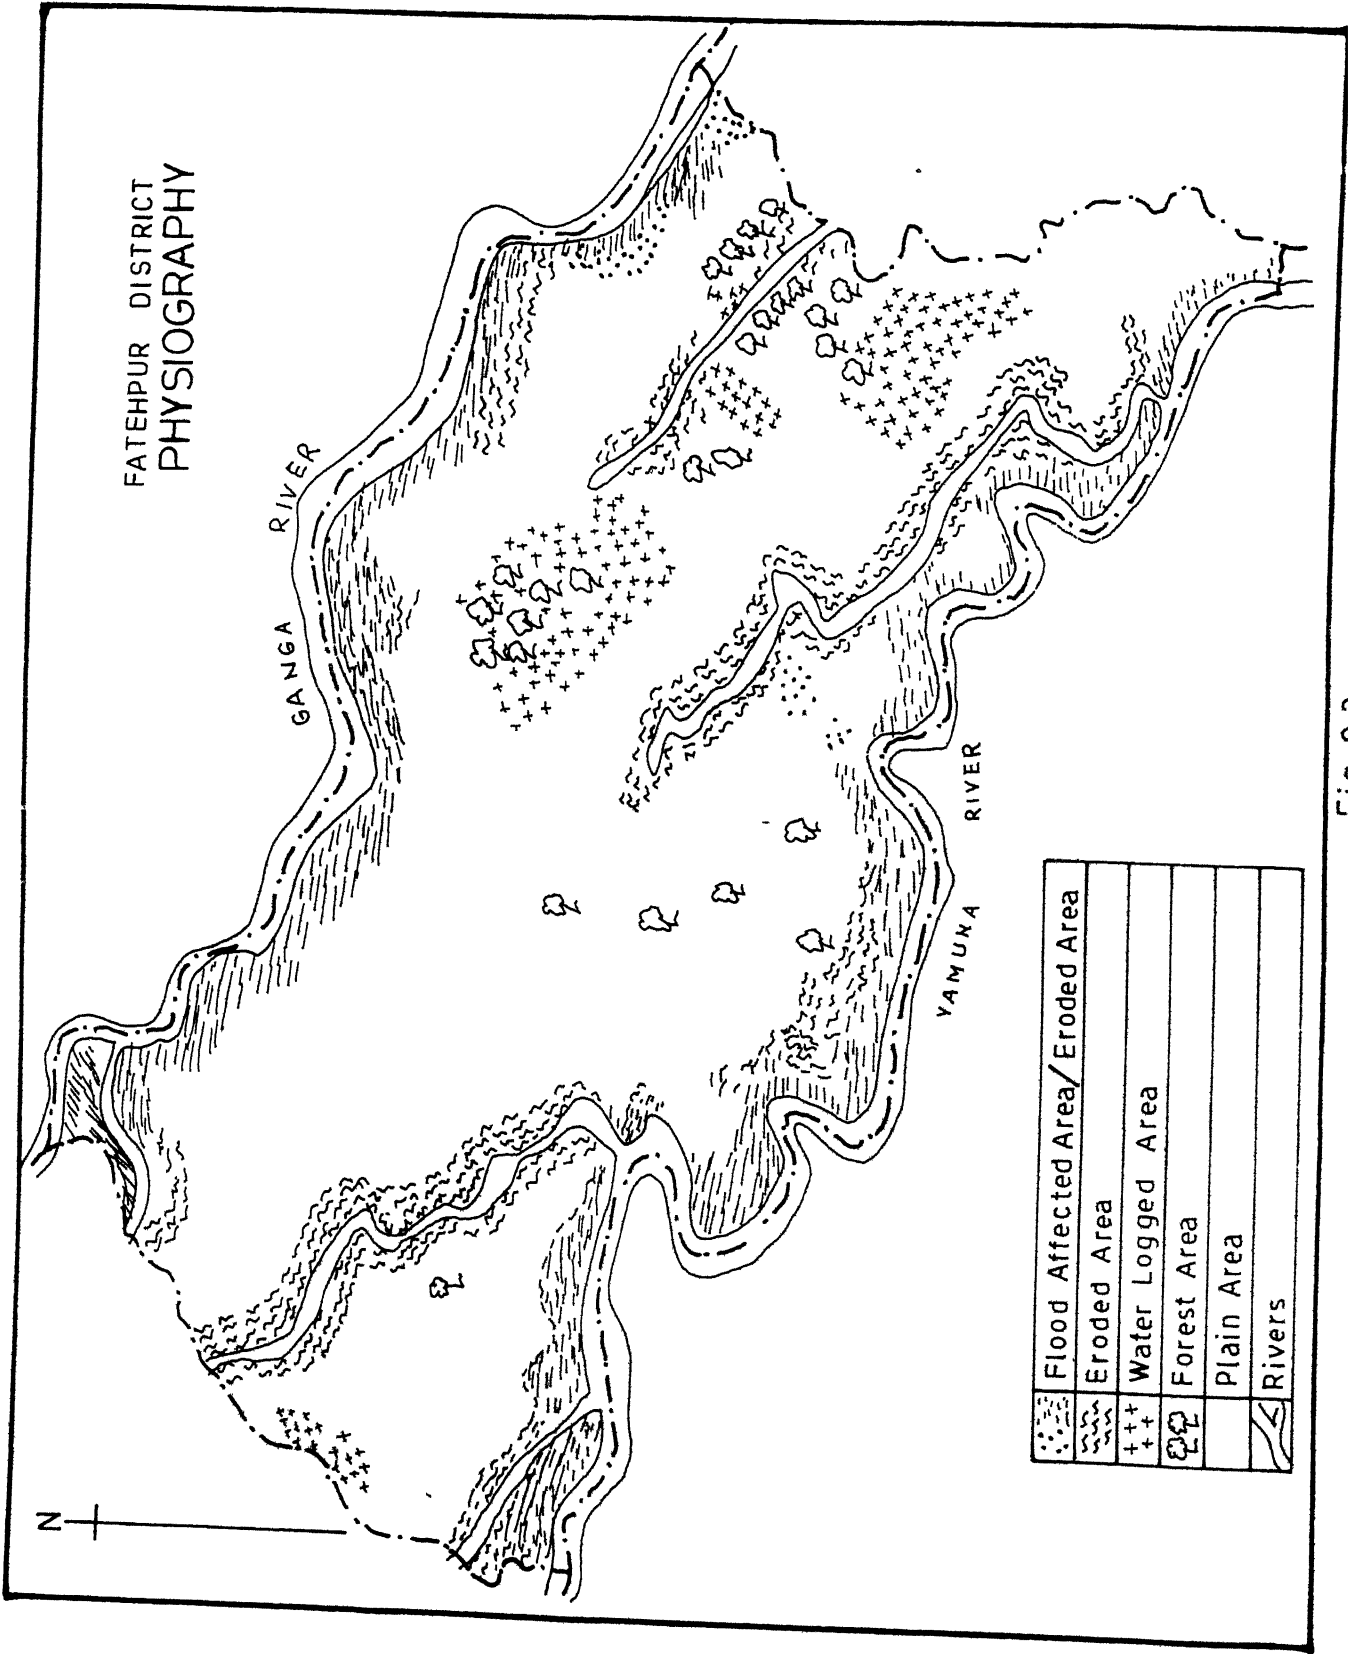 FATEHPUR DISTRICT
PHYSIOGRAPHY
N
GANGA RIVER
YAMUNA RIVER
Flood Affected Area/Eroded Area
Eroded Area
Water Logged Area
Forest Area
Plain Area
Rivers